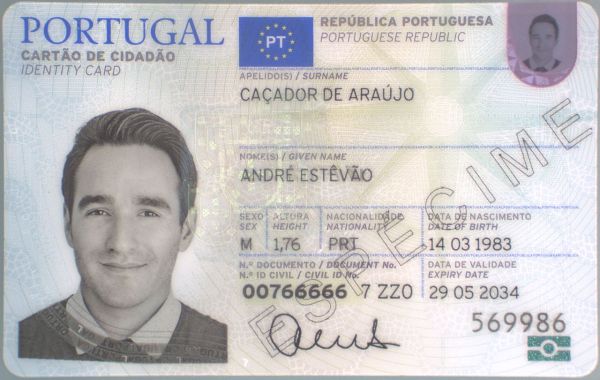 PORTUGAL
CARTÃO DE CIDADÃO
IDENTITY CARD
PT
REPÚBLICA PORTUGUESA
PORTUGUESE REPUBLIC
APELIDO(S) / SURNAME
CAÇADOR DE ARAÚJO
NOME(S) / GIVEN NAME
ANDRÉ ESTÊVÃO
SEXO ALTURA NACIONALIDADE DATA DE NASCIMENTO
SEX HEIGHT NATIONALITY DATE OF BIRTH
M 1,76 PRT 14 03 1983
N.º DOCUMENTO / DOCUMENT No. DATA DE VALIDADE
N.º ID CIVIL / CIVIL ID No. EXPIRY DATE
00766666 7 ZZ0 29 05 2034
569986
ESPECIME